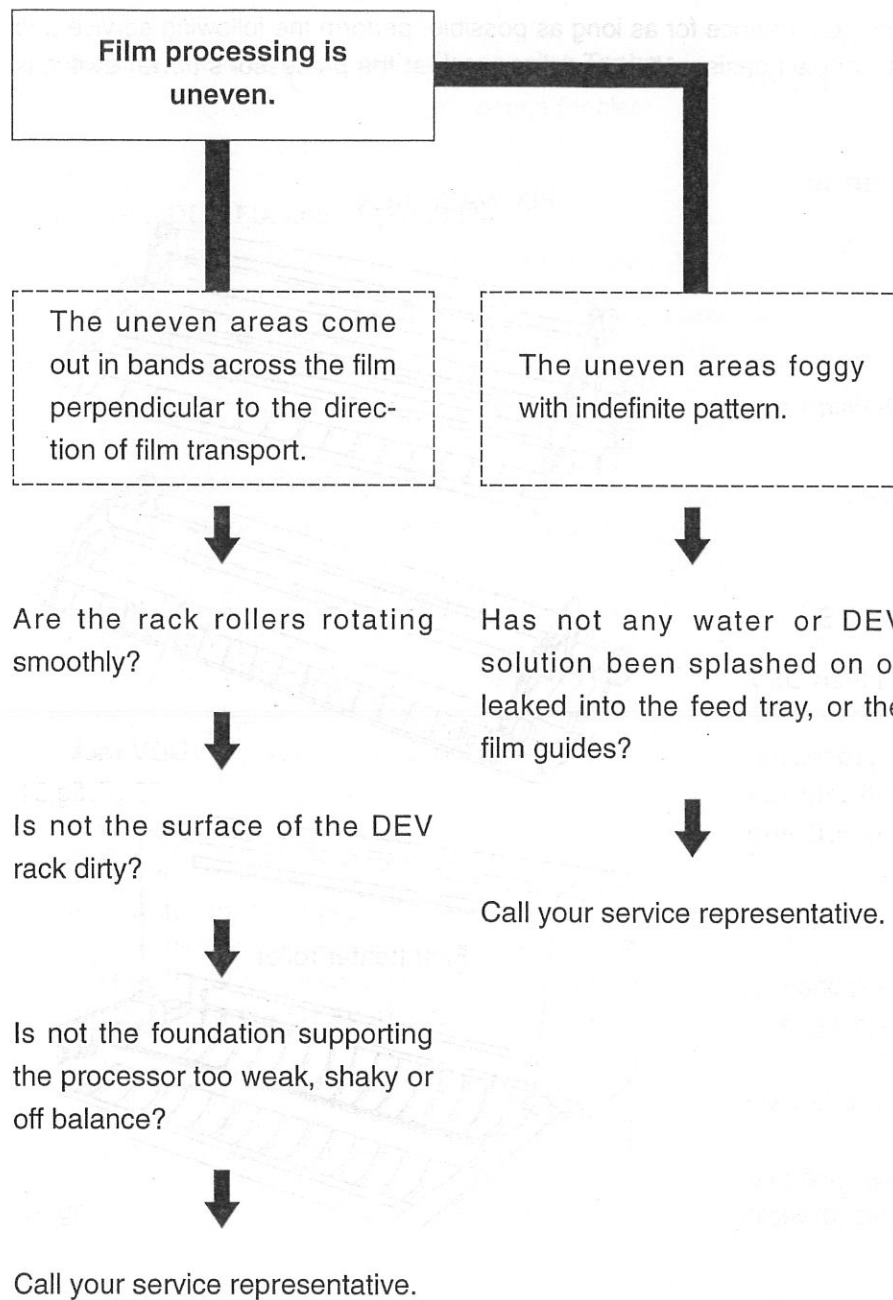 Film processing is
uneven.
The uneven areas come
out in bands across the film
perpendicular to the direc-
tion of film transport.
Are the rack rollers rotating
smoothly?
Is not the surface of the DEV
rack dirty?
Is not the foundation supporting
the processor too weak, shaky or
off balance?
Call your service representative.
The uneven areas foggy
with indefinite pattern.
Has not any water or DEV
solution been splashed on o
leaked into the feed tray, or the
film guides?
Call your service representative.